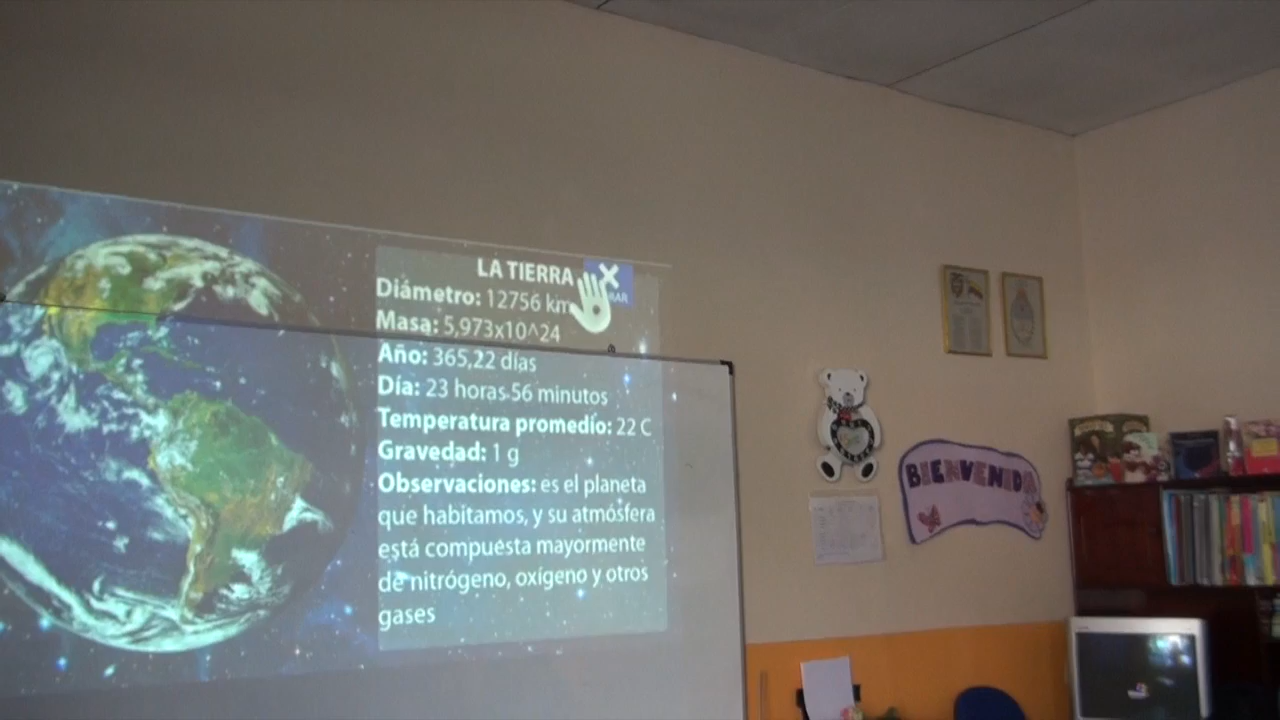 LA TIERRA
Diámetro: 12756 km
Masa: 5,973x10^24
Año: 365,22 días
Día: 23 horas 56 minutos
Temperatura promedio: 22 C
Gravedad: 1 g
Observaciones: es el planeta
que habitamos, y su atmósfera
está compuesta mayormente
de nitrógeno, oxígeno y otros
gases
BIENVENIDO